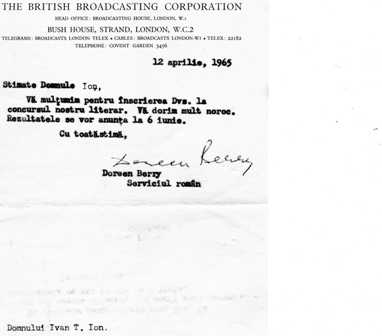 THE BRITISH BROADCASTING CORPORATION
HEAD OFFICE: BROADCASTING HOUSE, LONDON, W.1
BUSH HOUSE, STRAND, LONDON, W.C.2
TELEGRAMS: BROADCASTS LONDON TELEX • CABLES: BROADCASTS LONDON-W1 • TELEX: 22182
TELEPHONE: COVENT GARDEN 3456
12 aprilie, 1965
Stimate Domnule Ion,
Vă mulţumim pentru înscrierea Dvs. la
concursul nostru literar. Vă dorim mult noroc.
Rezultatele se vor anunţa la 6 iunie.
Cu toatăstimă,
Doreen Berry
Doreen Berry
Serviciul român
Domnului Ivan T. Ion.